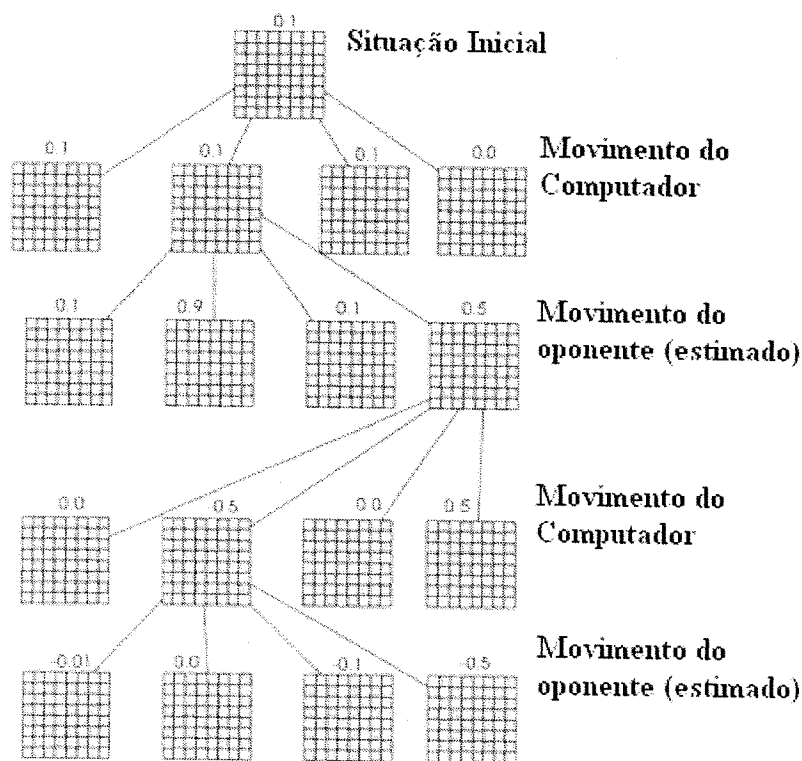 0.1
Situação Inicial
0.1 0.1 0.1 0.0
Movimento do
Computador
0.1 0.9 0.1 0.5
Movimento do
oponente (estimado)
0.0 0.5 0.0 0.5
Movimento do
Computador
-0.01 0.0 -0.1 -0.5
Movimento do
oponente (estimado)